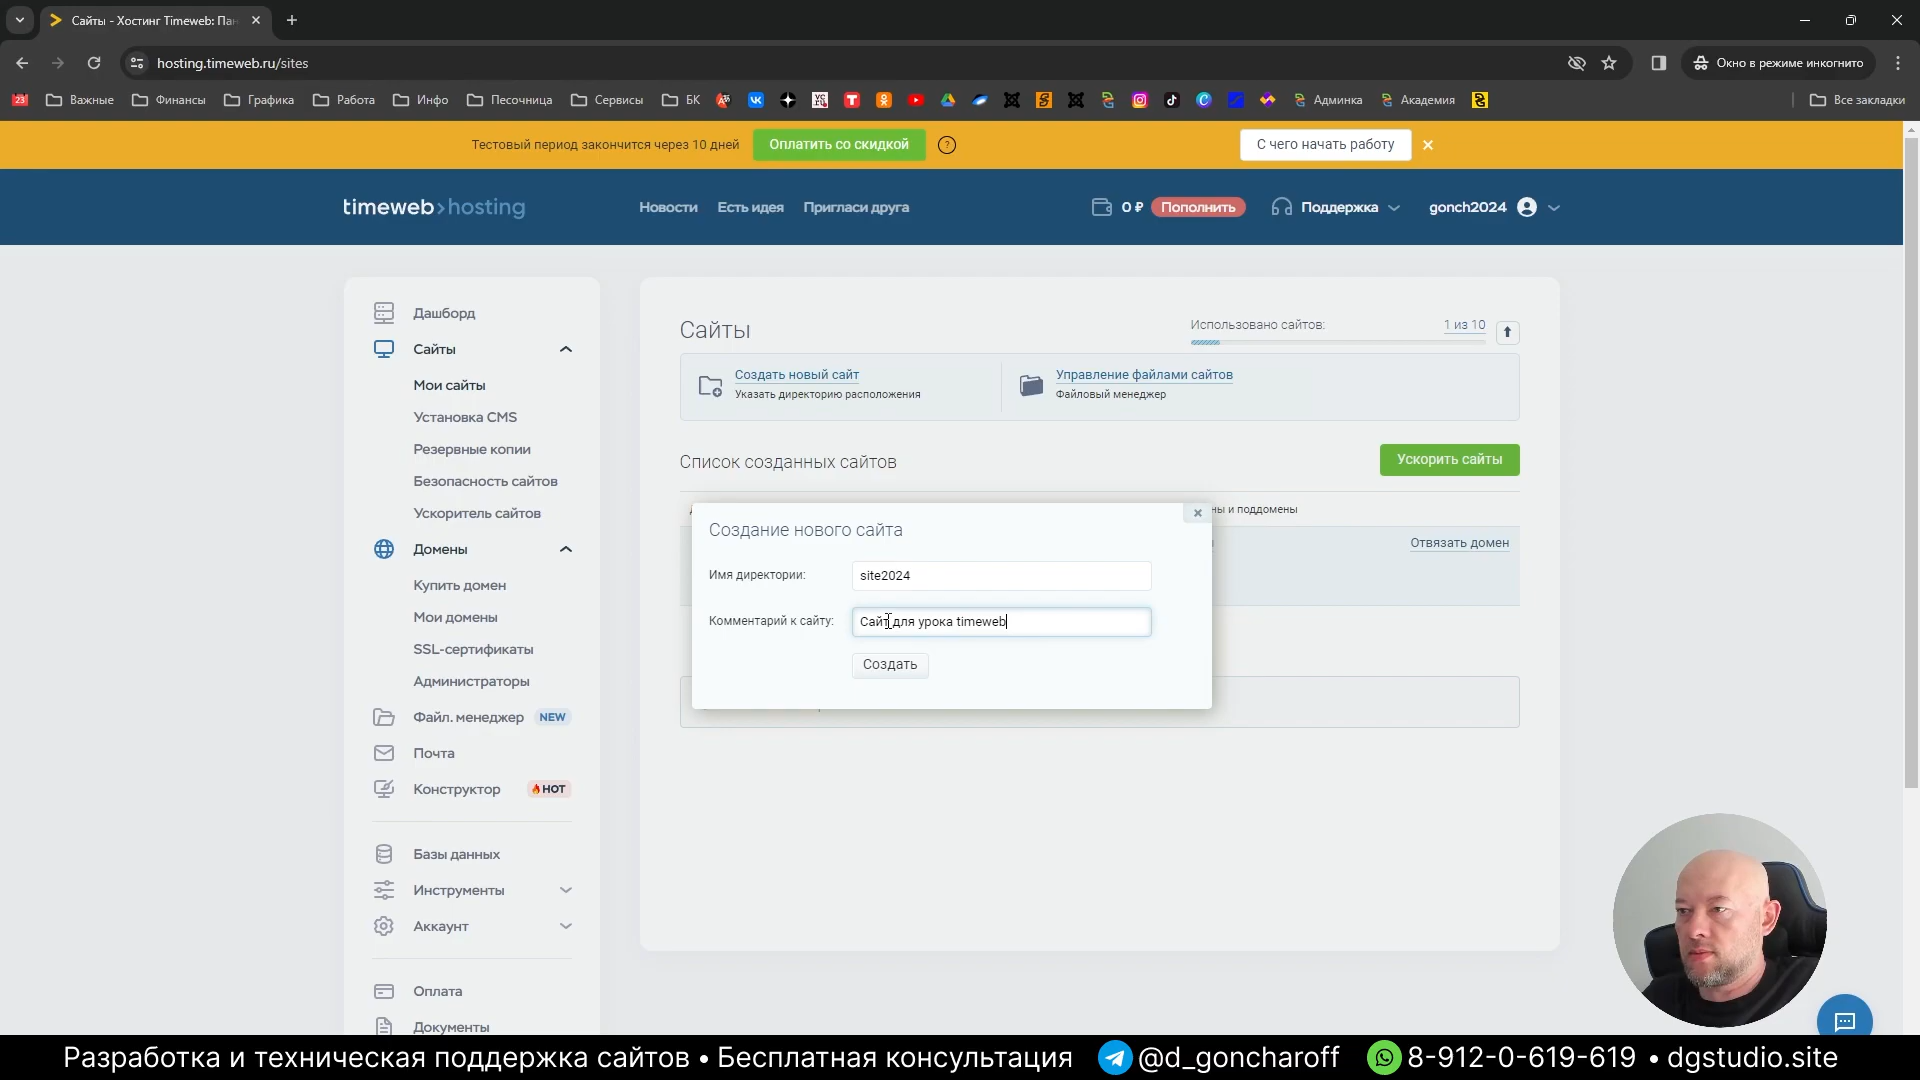 Сайты - Хостинг Timeweb: Пан
hosting.timeweb.ru/sites
Окно в режиме инкогнито
23
Важные
Финансы
Графика
Работа
Инфо
Песочница
Сервисы
БК
Админка
Академия
Все закладки
Тестовый период закончится через 10 дней
Оплатить со скидкой
?
С чего начать работу
timeweb>hosting
Новости
Есть идея
Пригласи друга
0 ₽
Пополнить
Поддержка
gonch2024
Дашборд
Сайты
Мои сайты
Установка CMS
Резервные копии
Безопасность сайтов
Ускоритель сайтов
Домены
Купить домен
Мои домены
SSL-сертификаты
Администраторы
Файл. менеджер NEW
Почта
Конструктор HOT
Базы данных
Инструменты
Аккаунт
Оплата
Документы
Сайты
Использовано сайтов: 1 из 10
Создать новый сайт
Указать директорию расположения
Управление файлами сайтов
Файловый менеджер
Список созданных сайтов
Ускорить сайты
ны и поддомены
Отвязать домен
Создание нового сайта
Имя директории: site2024
Комментарий к сайту: Сайт для урока timeweb
Создать
Разработка и техническая поддержка сайтов • Бесплатная консультация @d_goncharoff 8-912-0-619-619 • dgstudio.site